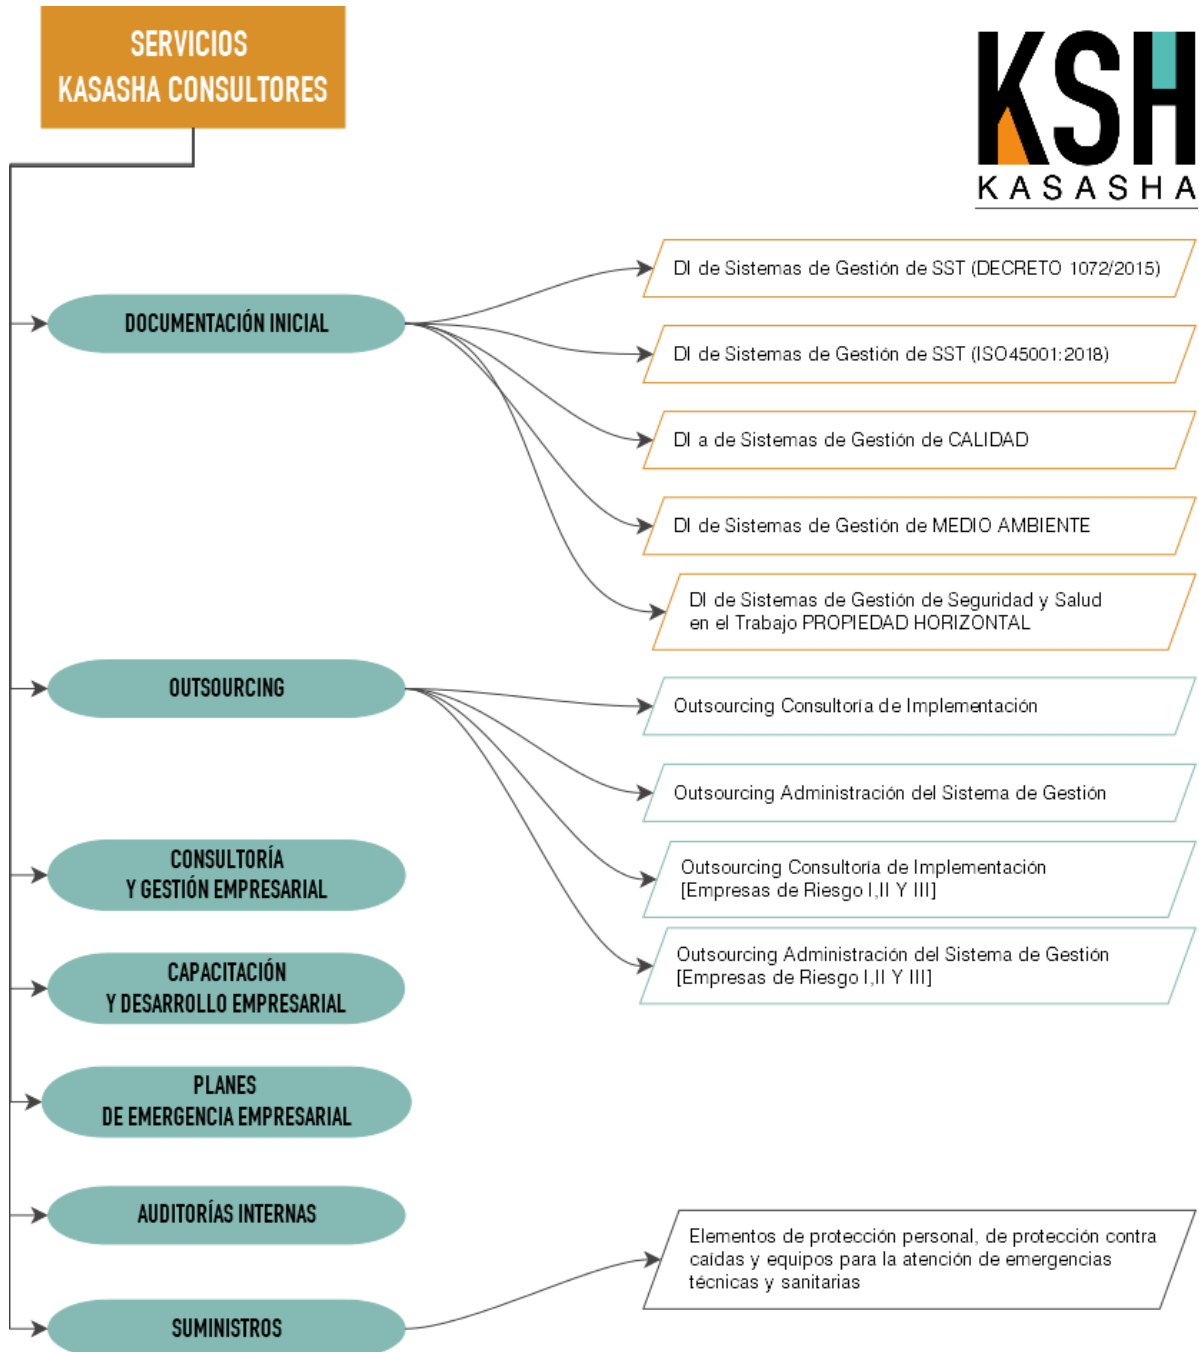 SERVICIOS
KASASHA CONSULTORES
KSH
KASASHA
DOCUMENTACIÓN INICIAL
DI de Sistemas de Gestión de SST (DECRETO 1072/2015)
DI de Sistemas de Gestión de SST (ISO45001:2018)
DI a de Sistemas de Gestión de CALIDAD
DI de Sistemas de Gestión de MEDIO AMBIENTE
DI de Sistemas de Gestión de Seguridad y Salud
en el Trabajo PROPIEDAD HORIZONTAL
OUTSOURCING
Outsourcing Consultoría de Implementación
Outsourcing Administración del Sistema de Gestión
Outsourcing Consultoría de Implementación
[Empresas de Riesgo I,II Y III]
Outsourcing Administración del Sistema de Gestión
[Empresas de Riesgo I,II Y III]
CONSULTORÍA
Y GESTIÓN EMPRESARIAL
CAPACITACIÓN
Y DESARROLLO EMPRESARIAL
PLANES
DE EMERGENCIA EMPRESARIAL
AUDITORÍAS INTERNAS
SUMINISTROS
Elementos de protección personal, de protección contra
caídas y equipos para la atención de emergencias
técnicas y sanitarias